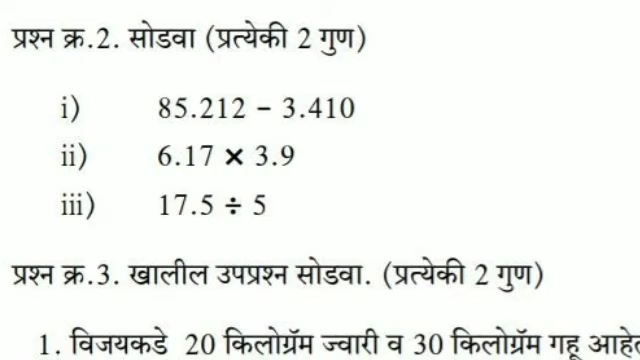 प्रश्न क्र.2. सोडवा (प्रत्येकी 2 गुण)
i) 85.212 – 3.410
ii) 6.17 × 3.9
iii) 17.5 ÷ 5
प्रश्न क्र.3. खालील उपप्रश्न सोडवा. (प्रत्येकी 2 गुण)
1. विजयकडे 20 किलोग्रॅम ज्वारी व 30 किलोग्रॅम गहू